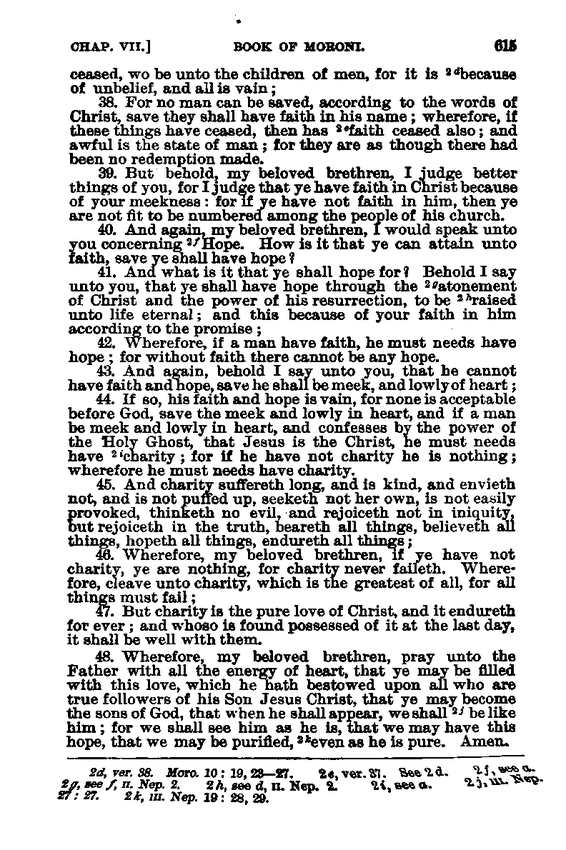 CHAP. VII.] BOOK OF MORONI. 615
ceased, wo be unto the children of men, for it is 2dbecause
of unbelief, and all is vain;
38. For no man can be saved, according to the words of
Christ, save they shall have faith in his name; wherefore, if
these things have ceased, then has 2efaith ceased also; and
awful is the state of man; for they are as though there had
been no redemption made.
39. But behold, my beloved brethren, I judge better
things of you, for I judge that ye have faith in Christ because
of your meekness: for if ye have not faith in him, then ye
are not fit to be numbered among the people of his church.
40. And again, my beloved brethren, I would speak unto
you concerning 2fHope. How is it that ye can attain unto
faith, save ye shall have hope?
41. And what is it that ye shall hope for? Behold I say
unto you, that ye shall have hope through the 2gatonement
of Christ and the power of his resurrection, to be 2hraised
unto life eternal; and this because of your faith in him
according to the promise;
42. Wherefore, if a man have faith, he must needs have
hope; for without faith there cannot be any hope.
43. And again, behold I say unto you, that he cannot
have faith and hope, save he shall be meek, and lowly of heart;
44. If so, his faith and hope is vain, for none is acceptable
before God, save the meek and lowly in heart, and if a man
be meek and lowly in heart, and confesses by the power of
the Holy Ghost, that Jesus is the Christ, he must needs
have 2icharity; for if he have not charity he is nothing;
wherefore he must needs have charity.
45. And charity suffereth long, and is kind, and envieth
not, and is not puffed up, seeketh not her own, is not easily
provoked, thinketh no evil, and rejoiceth not in iniquity,
but rejoiceth in the truth, beareth all things, believeth all
things, hopeth all things, endureth all things;
46. Wherefore, my beloved brethren, if ye have not
charity, ye are nothing, for charity never faileth. Where-
fore, cleave unto charity, which is the greatest of all, for all
things must fail;
47. But charity is the pure love of Christ, and it endureth
for ever; and whoso is found possessed of it at the last day,
it shall be well with them.
48. Wherefore, my beloved brethren, pray unto the
Father with all the energy of heart, that ye may be filled
with this love, which he hath bestowed upon all who are
true followers of his Son Jesus Christ, that ye may become
the sons of God, that when he shall appear, we shall 2j be like
him; for we shall see him as he is, that we may have this
hope, that we may be purified, 2keven as he is pure. Amen.
2d, ver. 38. Moro. 10: 19, 23—27. 2e, ver. 37. See 2d. 2f, see a.
2g, see f, II. Nep. 2. 2h, see d, II. Nep. 2. 2i, see a. 2j, III. Nep.
27: 27. 2k, III. Nep. 19: 28, 29.